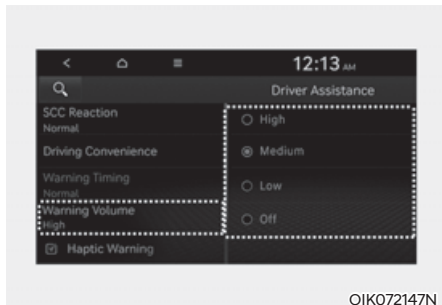 12:13 AM
Driver Assistance
SCC Reaction
Normal
Driving Convenience
Warning Timing
Normal
Warning Volume
High
Haptic Warning
High
Medium
Low
Off
OIK072147N